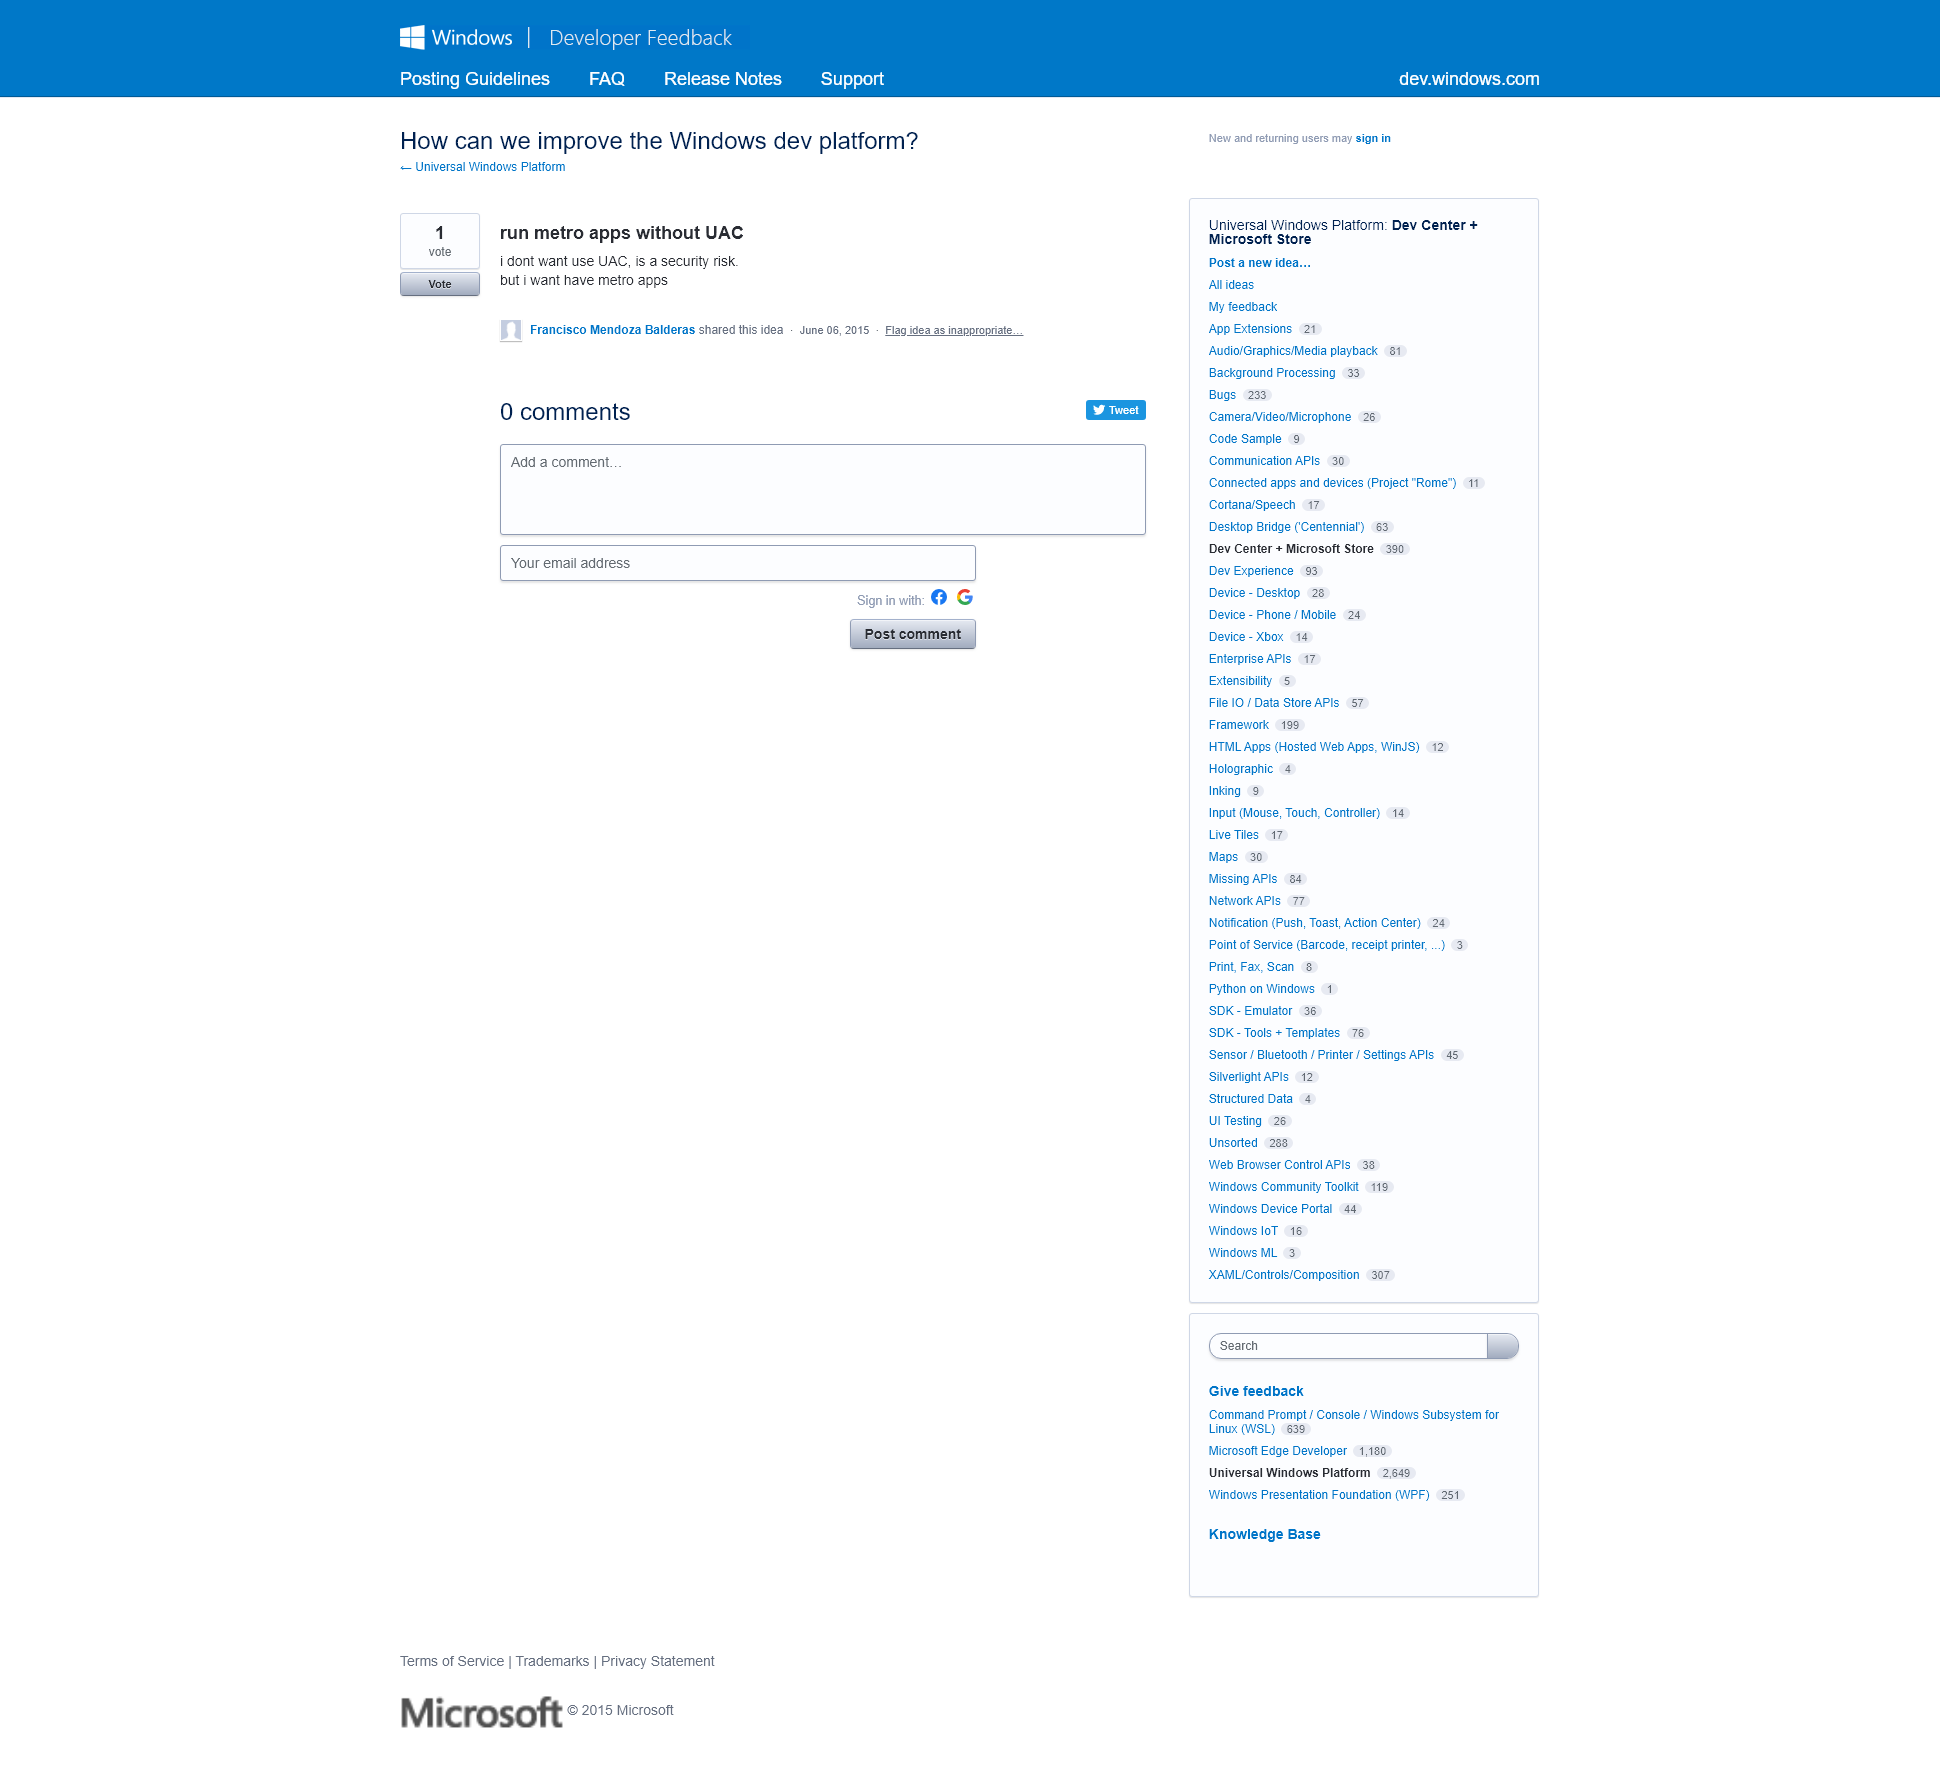 Windows | Developer Feedback
Posting Guidelines FAQ Release Notes Support dev.windows.com
How can we improve the Windows dev platform?
← Universal Windows Platform
New and returning users may sign in
1
vote
Vote
run metro apps without UAC
i dont want use UAC, is a security risk.
but i want have metro apps
Francisco Mendoza Balderas shared this idea · June 06, 2015 · Flag idea as inappropriate…
0 comments
Tweet
Add a comment…
Your email address
Sign in with:
Post comment
Universal Windows Platform: Dev Center +
Microsoft Store
Post a new idea…
All ideas
My feedback
App Extensions 21
Audio/Graphics/Media playback 81
Background Processing 33
Bugs 233
Camera/Video/Microphone 26
Code Sample 9
Communication APIs 30
Connected apps and devices (Project "Rome") 11
Cortana/Speech 17
Desktop Bridge ('Centennial') 63
Dev Center + Microsoft Store 390
Dev Experience 93
Device - Desktop 28
Device - Phone / Mobile 24
Device - Xbox 14
Enterprise APIs 17
Extensibility 5
File IO / Data Store APIs 57
Framework 199
HTML Apps (Hosted Web Apps, WinJS) 12
Holographic 4
Inking 9
Input (Mouse, Touch, Controller) 14
Live Tiles 17
Maps 30
Missing APIs 84
Network APIs 77
Notification (Push, Toast, Action Center) 24
Point of Service (Barcode, receipt printer, ...) 3
Print, Fax, Scan 8
Python on Windows 1
SDK - Emulator 36
SDK - Tools + Templates 76
Sensor / Bluetooth / Printer / Settings APIs 45
Silverlight APIs 12
Structured Data 4
UI Testing 26
Unsorted 288
Web Browser Control APIs 38
Windows Community Toolkit 119
Windows Device Portal 44
Windows IoT 16
Windows ML 3
XAML/Controls/Composition 307
Search
Give feedback
Command Prompt / Console / Windows Subsystem for
Linux (WSL) 639
Microsoft Edge Developer 1,180
Universal Windows Platform 2,649
Windows Presentation Foundation (WPF) 251
Knowledge Base
Terms of Service | Trademarks | Privacy Statement
Microsoft © 2015 Microsoft